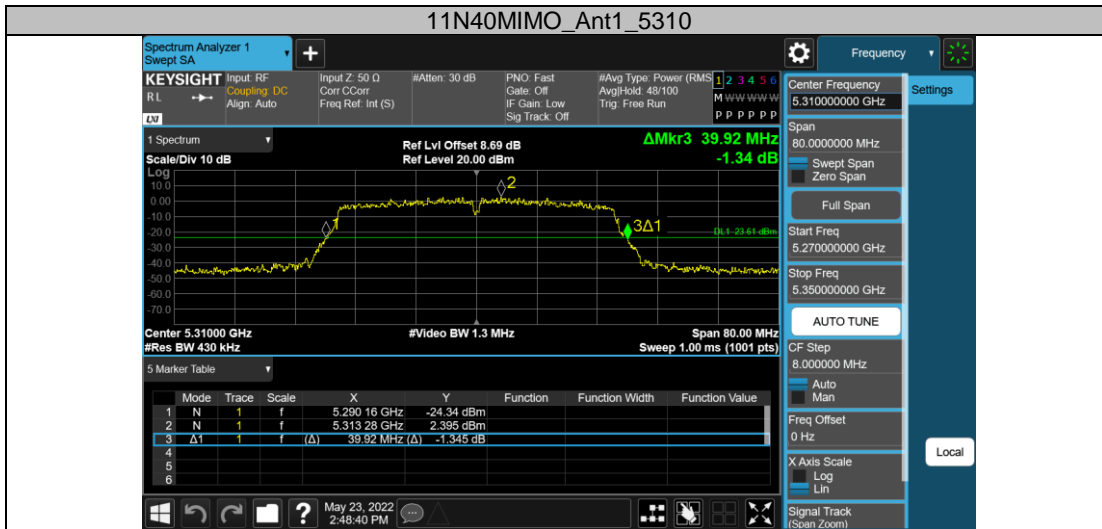 11N40MIMO_Ant1_5310
Spectrum Analyzer 1
Swept SA
Frequency
KEYSIGHT
RL
LXI
Input: RF
Coupling: DC
Align: Auto
Input Z: 50 Ω
Corr CCorr
Freq Ref: Int (S)
#Atten: 30 dB
PNO: Fast
Gate: Off
IF Gain: Low
Sig Track: Off
#Avg Type: Power (RMS
Avg|Hold: 48/100
Trig: Free Run
1 2 3 4 5 6
M W W W W W
P P P P P P
1 Spectrum
Scale/Div 10 dB
Ref Lvl Offset 8.69 dB
Ref Level 20.00 dBm
ΔMkr3 39.92 MHz
-1.34 dB
Log
10.0
0.00
-10.0
-20.0
-30.0
-40.0
-50.0
-60.0
-70.0
1
2
3Δ1
DL1 -23.61 dBm
Center 5.31000 GHz
#Res BW 430 kHz
#Video BW 1.3 MHz
Span 80.00 MHz
Sweep 1.00 ms (1001 pts)
5 Marker Table
Mode Trace Scale X Y Function Function Width Function Value
1 N 1 f 5.290 16 GHz -24.34 dBm
2 N 1 f 5.313 28 GHz 2.395 dBm
3 Δ1 1 f (Δ) 39.92 MHz (Δ) -1.345 dB
4
5
6
Center Frequency
5.310000000 GHz
Settings
Span
80.0000000 MHz
Swept Span
Zero Span
Full Span
Start Freq
5.270000000 GHz
Stop Freq
5.350000000 GHz
AUTO TUNE
CF Step
8.000000 MHz
Auto
Man
Freq Offset
0 Hz
X Axis Scale
Log
Lin
Signal Track
(Span Zoom)
Local
?
May 23, 2022
2:48:40 PM